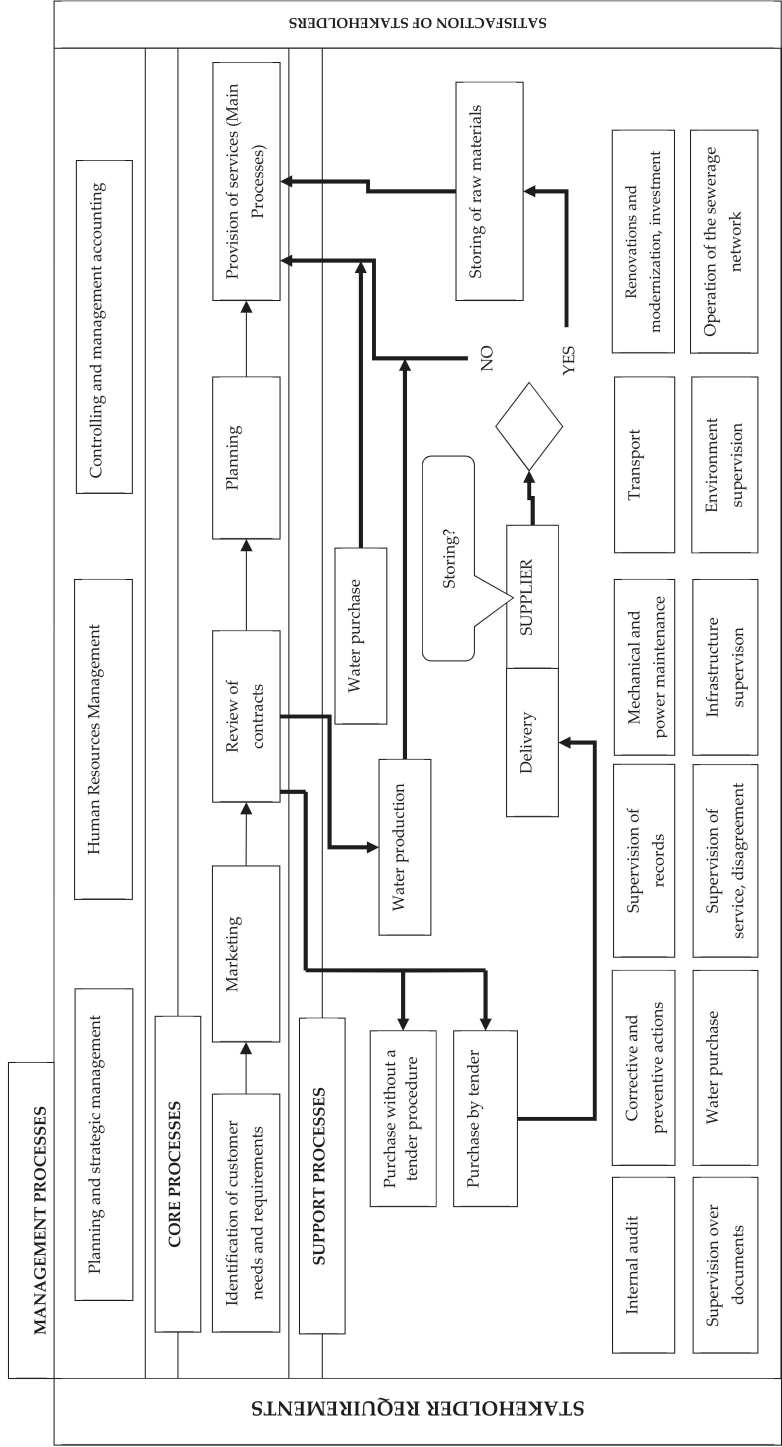 MANAGEMENT PROCESSES
Planning and strategic management
Human Resources Management
Controlling and management accounting
CORE PROCESSES
Identification of customer
needs and requirements
Marketing
Review of
contracts
Planning
Provision of services (Main
Processes)
SUPPORT PROCESSES
Purchase without a
tender procedure
Purchase by tender
Water production
Water purchase
Storing?
Delivery
SUPPLIER
NO
YES
Storing of raw materials
Internal audit
Corrective and
preventive actions
Supervision of
records
Mechanical and
power maintenance
Transport
Renovations and
modernization, investment
Supervision over
documents
Water purchase
Supervision of
service, disagreement
Infrastructure
supervison
Environment
supervision
Operation of the sewerage
network
STAKEHOLDER REQUIREMENTS
SATISFACTION OF STAKEHOLDERS